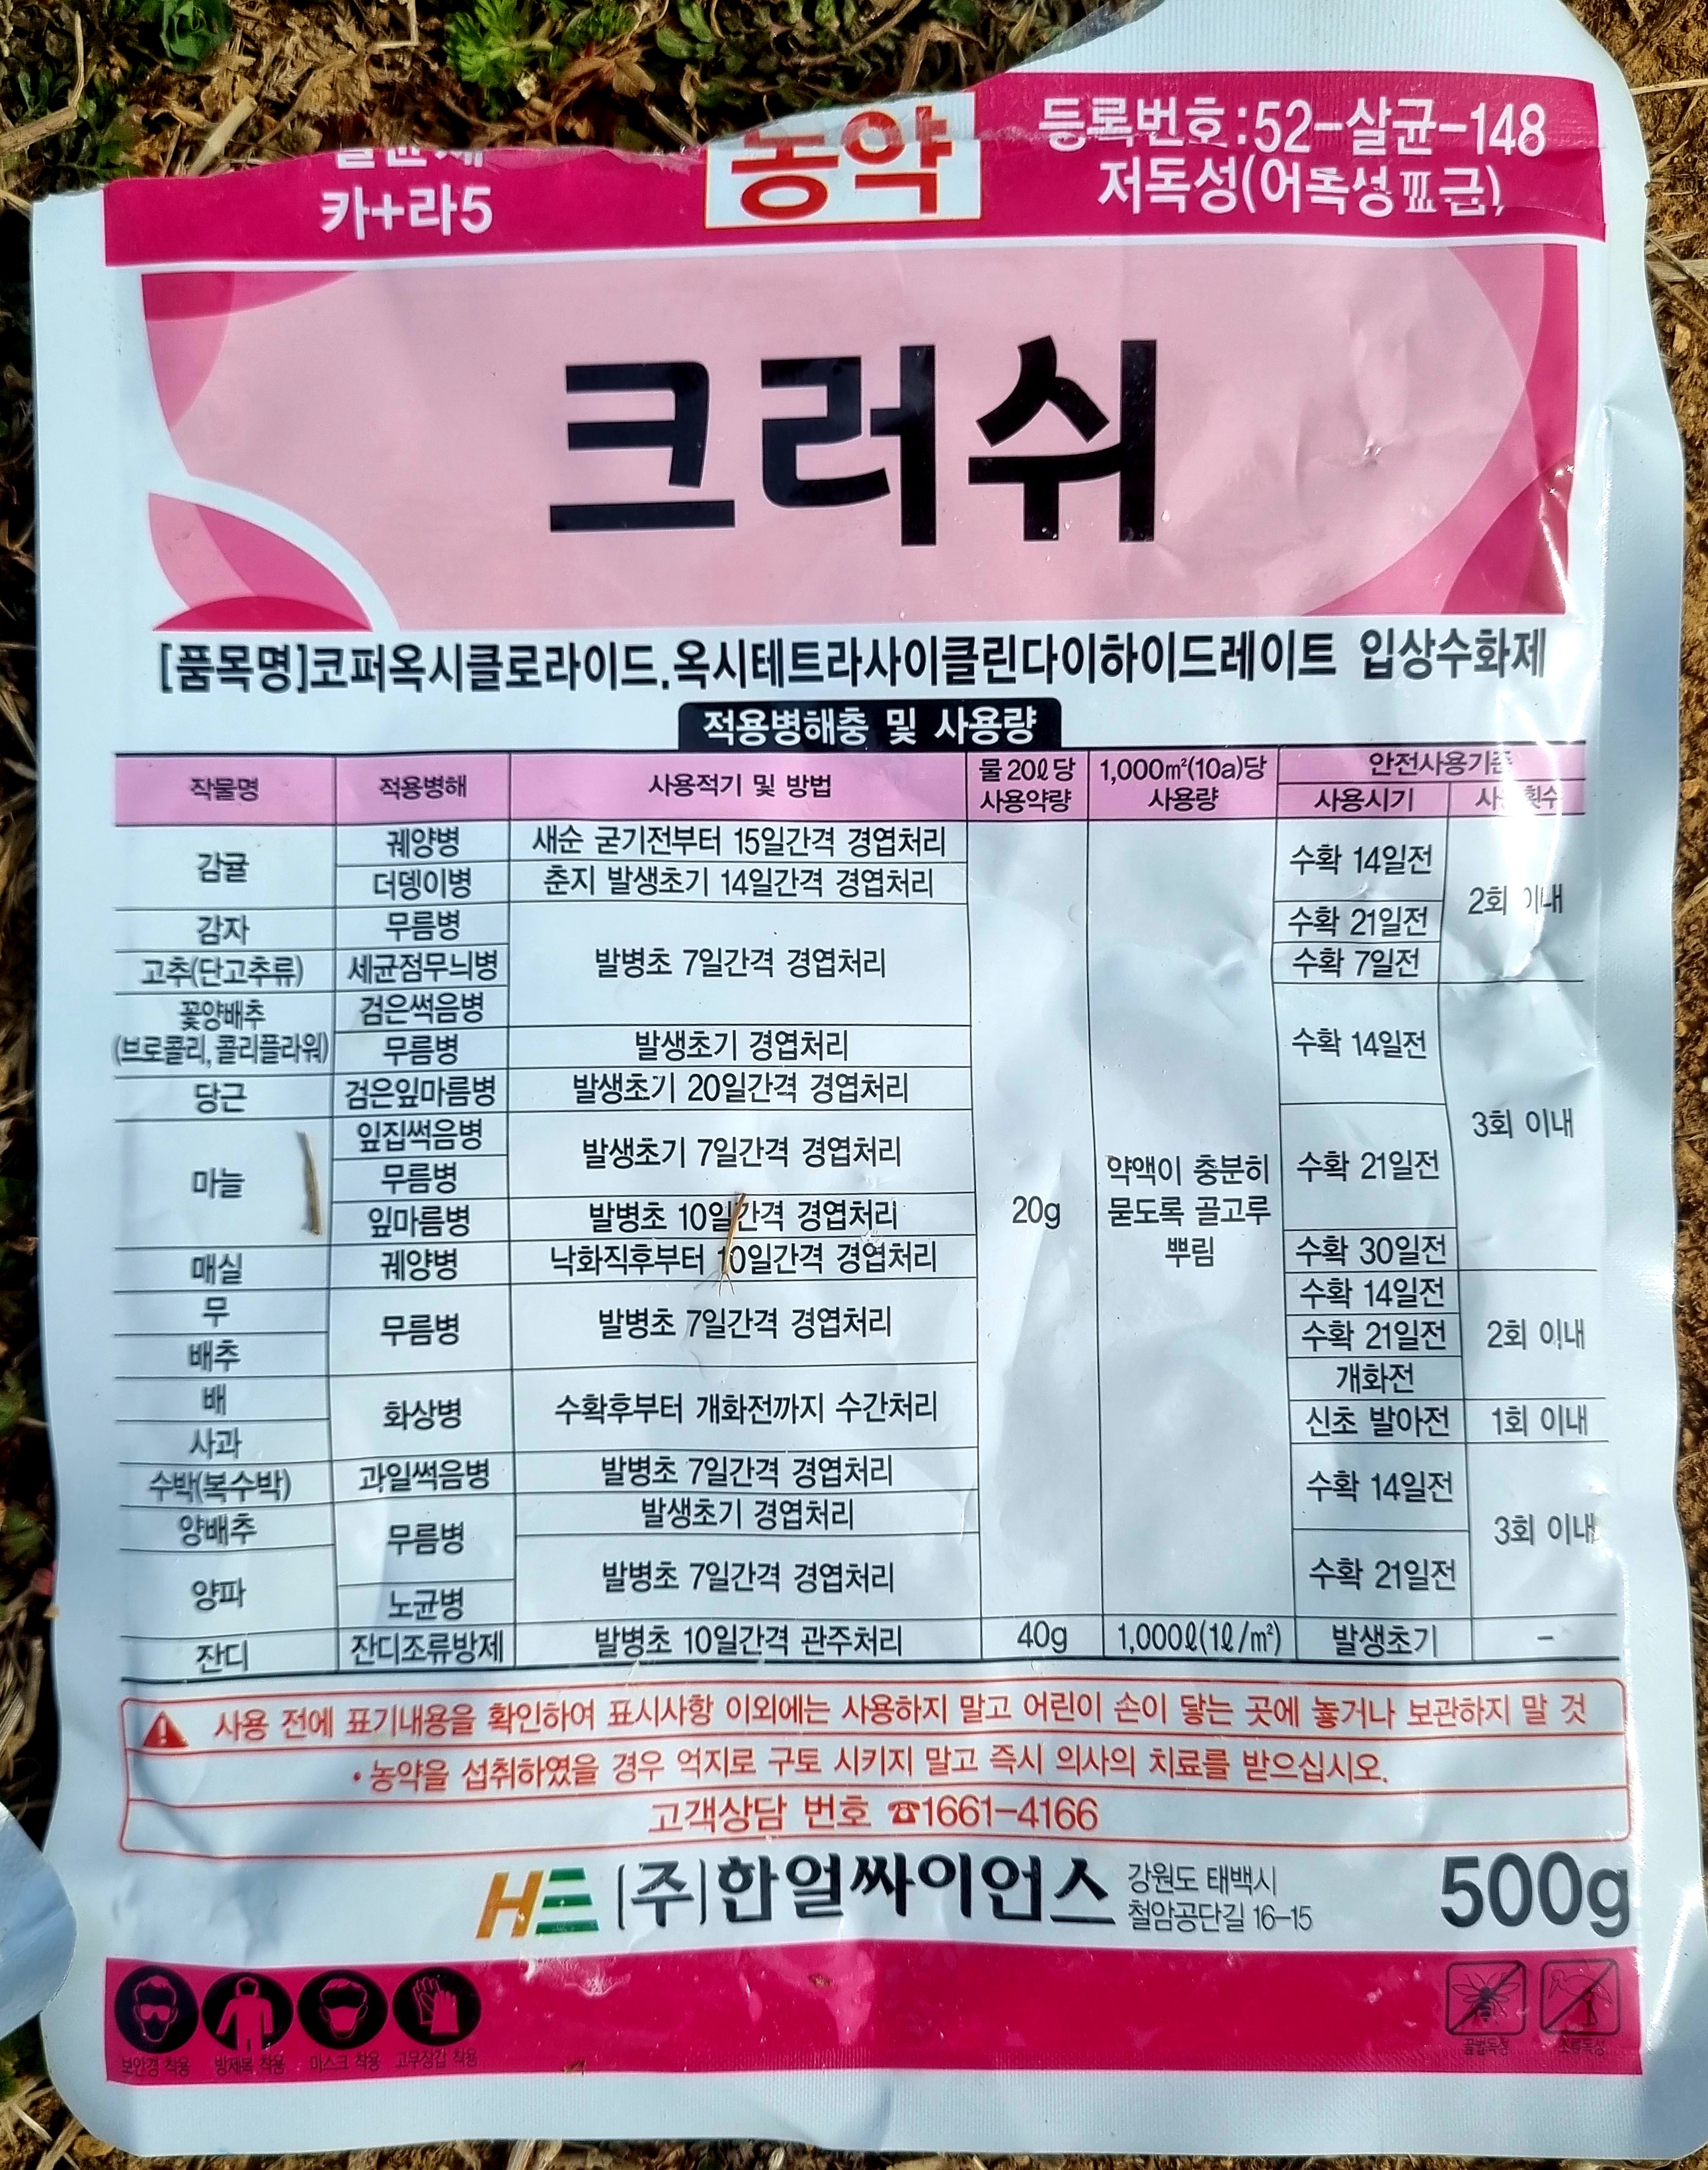 카+라5
농약
등록번호:52-살균-148
저독성(어독성Ⅲ급)
크러쉬
[품목명]코퍼옥시클로라이드.옥시테트라사이클린다이하이드레이트 입상수화제
적용병해충 및 사용량
작물명 적용병해 사용적기 및 방법 물 20ℓ당 사용약량 1,000㎡(10a)당 사용량 안전사용기준
사용시기
감귤 궤양병 새순 굳기전부터 15일간격 경엽처리 수확 14일전 2회 이내
더뎅이병 춘지 발생초기 14일간격 경엽처리
감자 무름병 발병초 7일간격 경엽처리 수확 21일전
고추(단고추류) 세균점무늬병 수확 7일전
꽃양배추 검은썩음병 수확 14일전
(브로콜리, 콜리플라워) 무름병 발생초기 경엽처리
당근 검은잎마름병 발생초기 20일간격 경엽처리 3회 이내
마늘 잎집썩음병 발생초기 7일간격 경엽처리 수확 21일전
무름병
잎마름병 발병초 10일간격 경엽처리 20g 약액이 충분히 묻도록 골고루 뿌림
매실 궤양병 낙화직후부터 10일간격 경엽처리 수확 30일전
무 무름병 발병초 7일간격 경엽처리 수확 14일전 2회 이내
배추 수확 21일전
배 화상병 수확후부터 개화전까지 수간처리 개화전
사과 신초 발아전 1회 이내
수박(복수박) 과일썩음병 발병초 7일간격 경엽처리 수확 14일전 3회 이내
양배추 무름병 발생초기 경엽처리
양파 발병초 7일간격 경엽처리 수확 21일전
노균병
잔디 잔디조류방제 발병초 10일간격 관주처리 40g 1,000ℓ(1ℓ/㎡) 발생초기 -
사용 전에 표기내용을 확인하여 표시사항 이외에는 사용하지 말고 어린이 손이 닿는 곳에 놓거나 보관하지 말 것
• 농약을 섭취하였을 경우 억지로 구토 시키지 말고 즉시 의사의 치료를 받으십시오.
고객상담 번호 ☎1661-4166
(주)한얼싸이언스
강원도 태백시
철암공단길 16-15
500g
보안경 착용 방제복 착용 마스크 착용 고무장갑 착용
꿀벌독성 조류독성